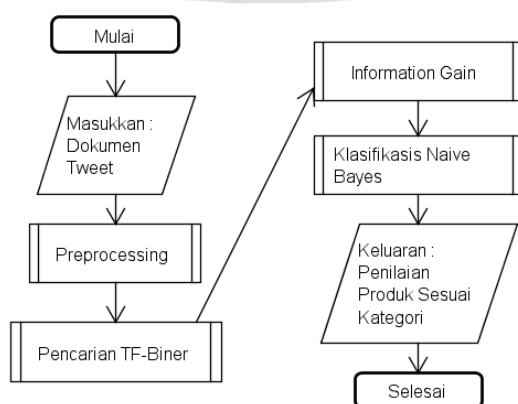 Mulai
Masukkan :
Dokumen
Tweet
Preprocessing
Pencarian TF-Biner
Information Gain
Klasifikasis Naive
Bayes
Keluaran :
Penilaian
Produk Sesuai
Kategori
Selesai